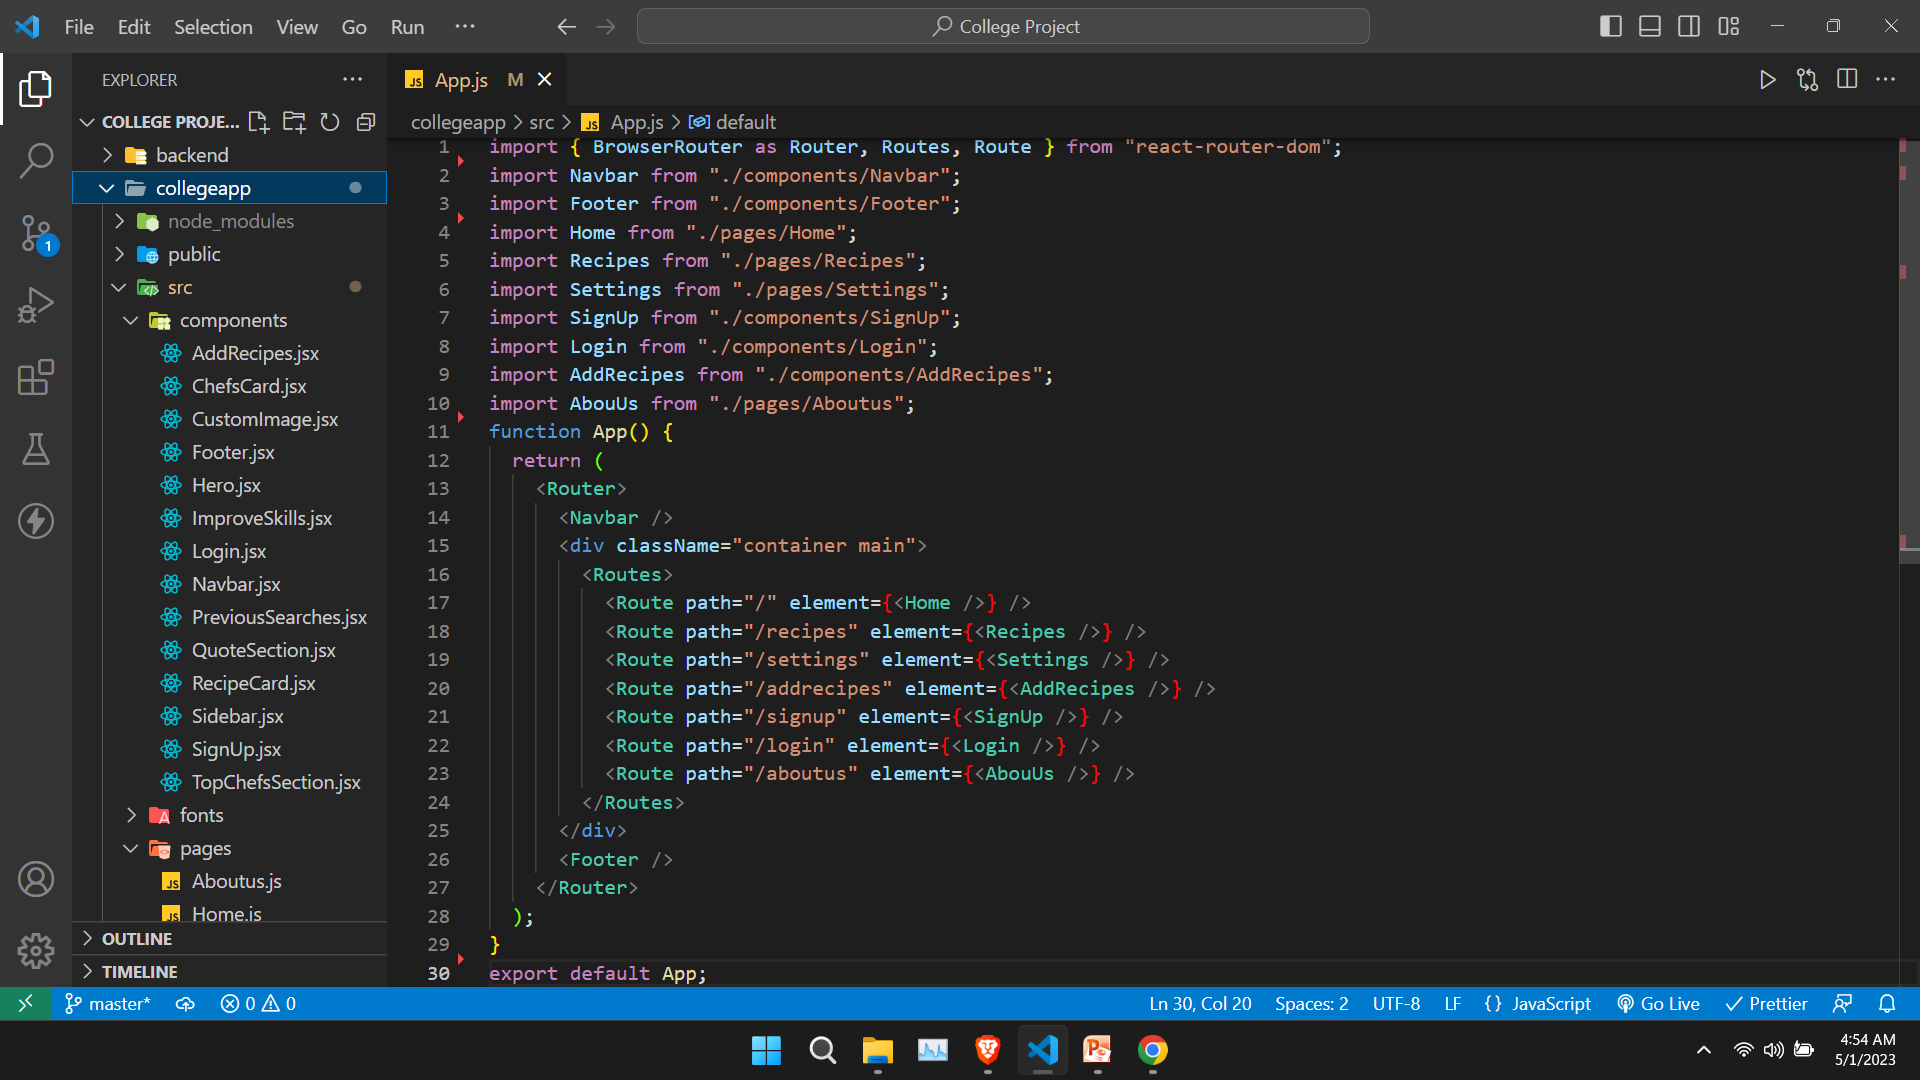 File Edit Selection View Go Run ··· College Project
EXPLORER ···
COLLEGE PROJE...
backend
collegeapp
node_modules
public
src
components
AddRecipes.jsx
ChefsCard.jsx
CustomImage.jsx
Footer.jsx
Hero.jsx
ImproveSkills.jsx
Login.jsx
Navbar.jsx
PreviousSearches.jsx
QuoteSection.jsx
RecipeCard.jsx
Sidebar.jsx
SignUp.jsx
TopChefsSection.jsx
fonts
pages
JS Aboutus.js
JS Home.js
OUTLINE
TIMELINE
1
JS App.js M
collegeapp > src > JS App.js > default
1 import { BrowserRouter as Router, Routes, Route } from "react-router-dom";
2 import Navbar from "./components/Navbar";
3 import Footer from "./components/Footer";
4 import Home from "./pages/Home";
5 import Recipes from "./pages/Recipes";
6 import Settings from "./pages/Settings";
7 import SignUp from "./components/SignUp";
8 import Login from "./components/Login";
9 import AddRecipes from "./components/AddRecipes";
10 import AbouUs from "./pages/Aboutus";
11 function App() {
12 return (
13 <Router>
14 <Navbar />
15 <div className="container main">
16 <Routes>
17 <Route path="/" element={<Home />} />
18 <Route path="/recipes" element={<Recipes />} />
19 <Route path="/settings" element={<Settings />} />
20 <Route path="/addrecipes" element={<AddRecipes />} />
21 <Route path="/signup" element={<SignUp />} />
22 <Route path="/login" element={<Login />} />
23 <Route path="/aboutus" element={<AbouUs />} />
24 </Routes>
25 </div>
26 <Footer />
27 </Router>
28 );
29 }
30 export default App;
master* 0 0 Ln 30, Col 20 Spaces: 2 UTF-8 LF {} JavaScript Go Live Prettier
4:54 AM
5/1/2023